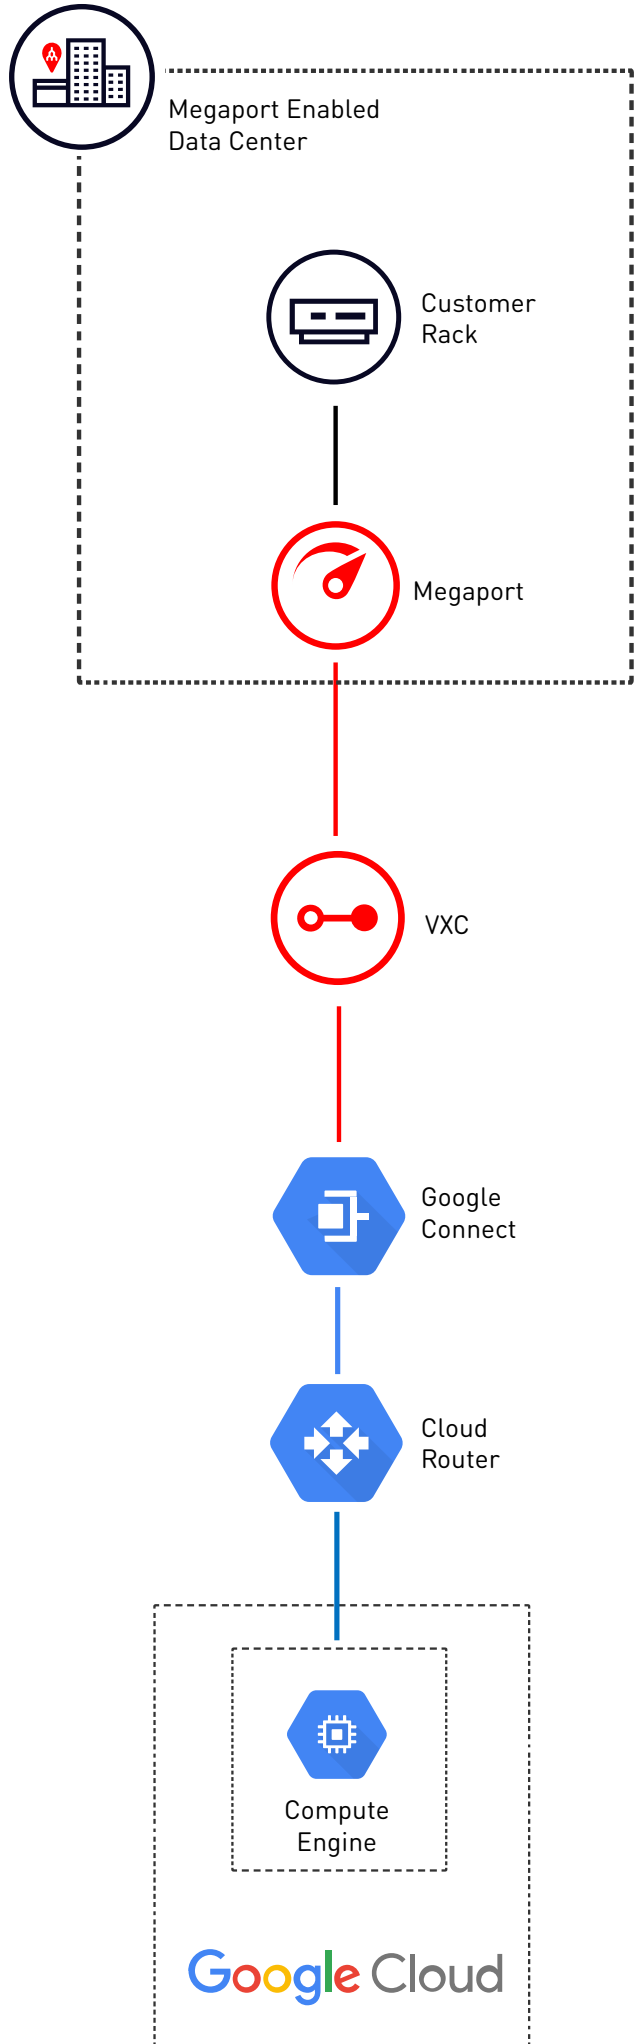 Megaport Enabled
Data Center
Customer
Rack
Megaport
VXC
Google
Connect
Cloud
Router
Compute
Engine
Google Cloud